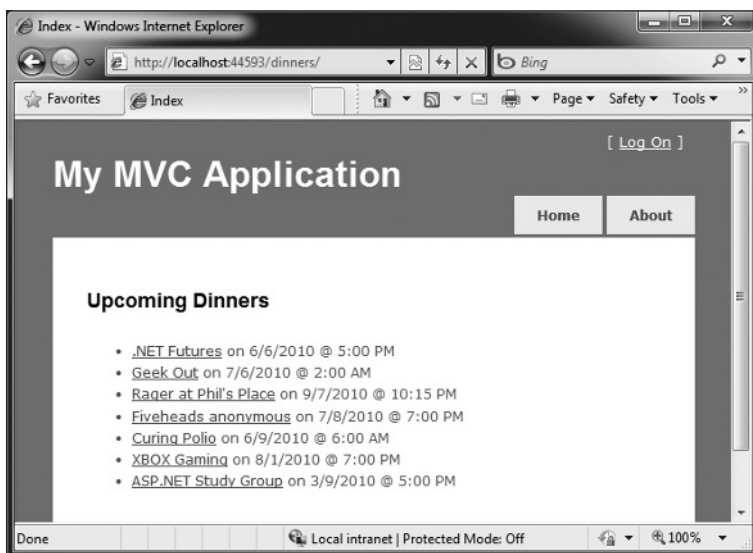 Index - Windows Internet Explorer
http://localhost:44593/dinners/
Bing
Favorites
Index
Page
Safety
Tools
[ Log On ]
My MVC Application
Home
About
Upcoming Dinners
• .NET Futures on 6/6/2010 @ 5:00 PM
• Geek Out on 7/6/2010 @ 2:00 AM
• Rager at Phil's Place on 9/7/2010 @ 10:15 PM
• Fiveheads anonymous on 7/8/2010 @ 7:00 PM
• Curing Polio on 6/9/2010 @ 6:00 AM
• XBOX Gaming on 8/1/2010 @ 7:00 PM
• ASP.NET Study Group on 3/9/2010 @ 5:00 PM
Done
Local intranet | Protected Mode: Off
100%